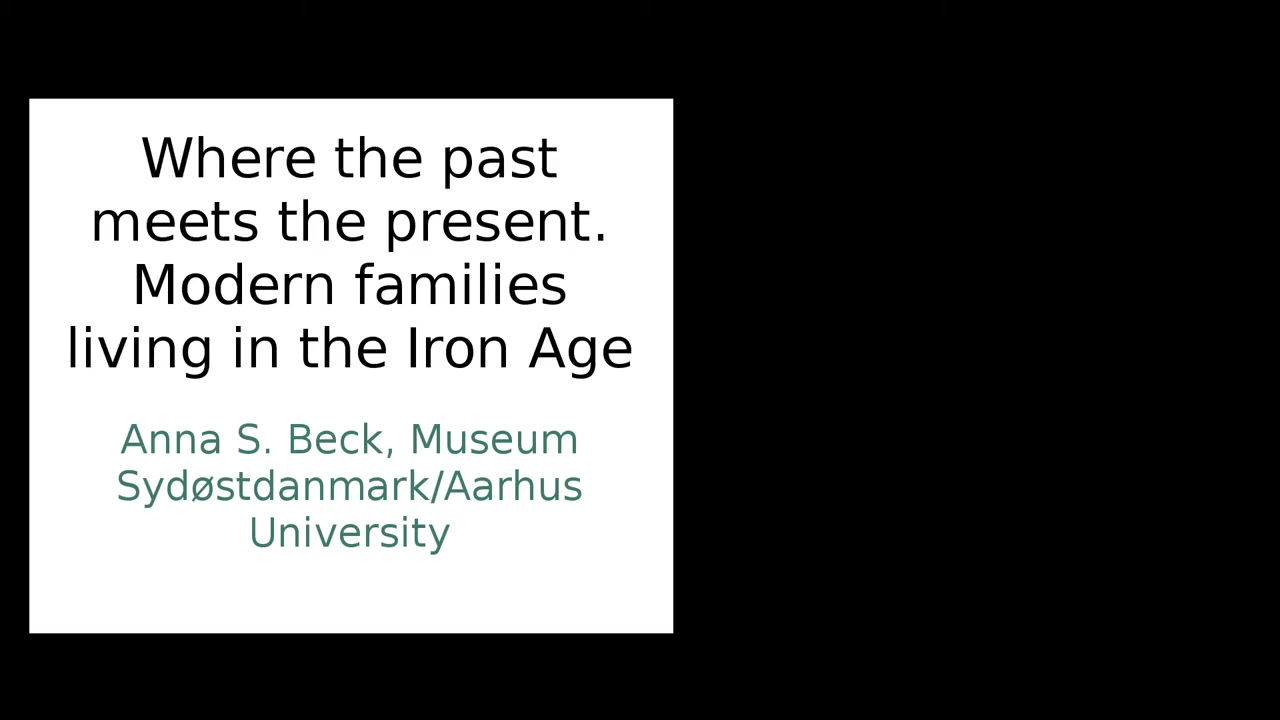 Where the past
meets the present.
Modern families
living in the Iron Age
Anna S. Beck, Museum
Sydøstdanmark/Aarhus
University